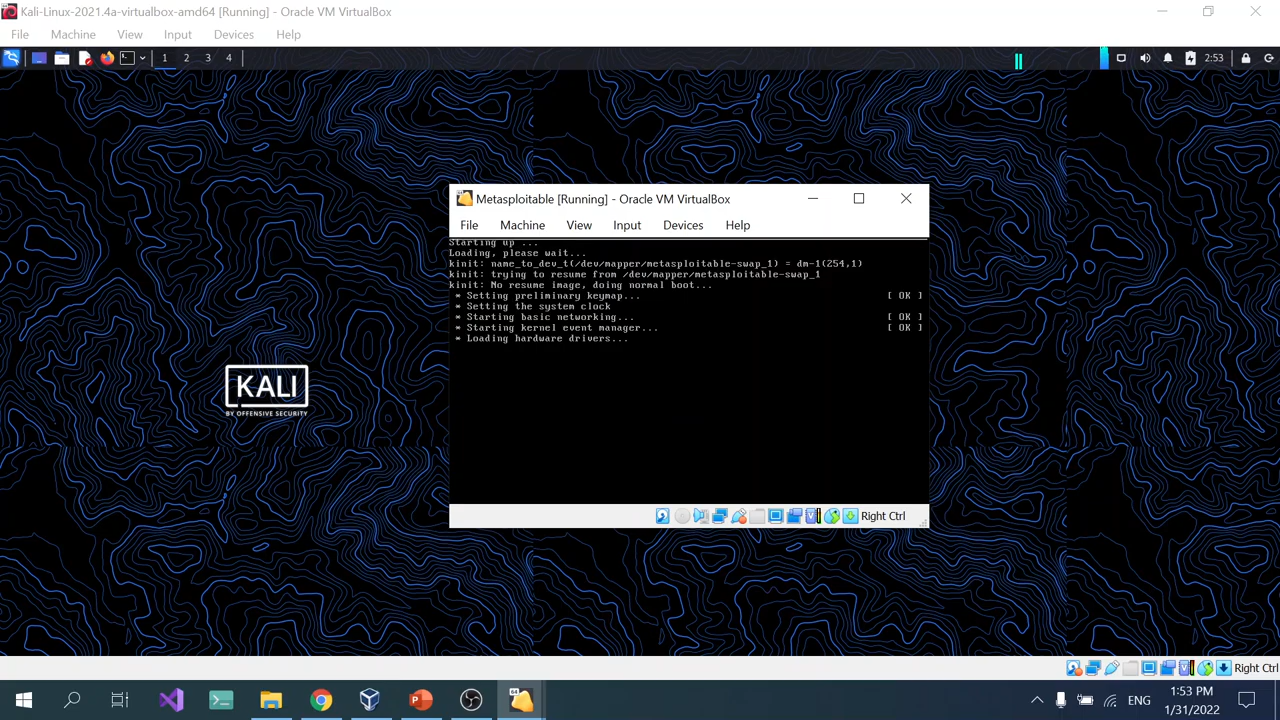 Kali-Linux-2021.4a-virtualbox-amd64 [Running] - Oracle VM VirtualBox
File Machine View Input Devices Help
1 2 3 4 2:53
Metasploitable [Running] - Oracle VM VirtualBox
File Machine View Input Devices Help
Starting up ...
Loading, please wait...
kinit: name_to_dev_t(/dev/mapper/metasploitable-swap_1) = dm-1(254,1)
kinit: trying to resume from /dev/mapper/metasploitable-swap_1
kinit: No resume image, doing normal boot...
* Setting preliminary keymap... [ OK ]
* Setting the system clock
* Starting basic networking... [ OK ]
* Starting kernel event manager... [ OK ]
* Loading hardware drivers...
KALI
BY OFFENSIVE SECURITY
Right Ctrl
Right Ctrl
64
ENG
1:53 PM
1/31/2022